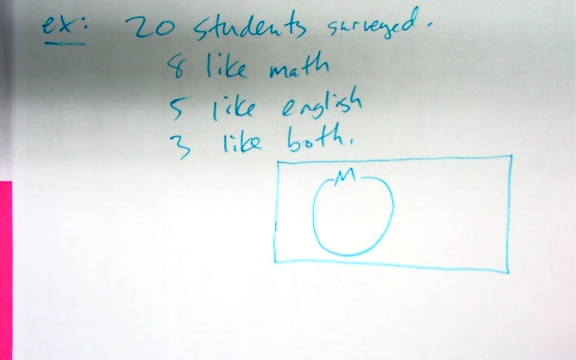 ex: 20 students surveyed.
8 like math
5 like english
3 like both.
M